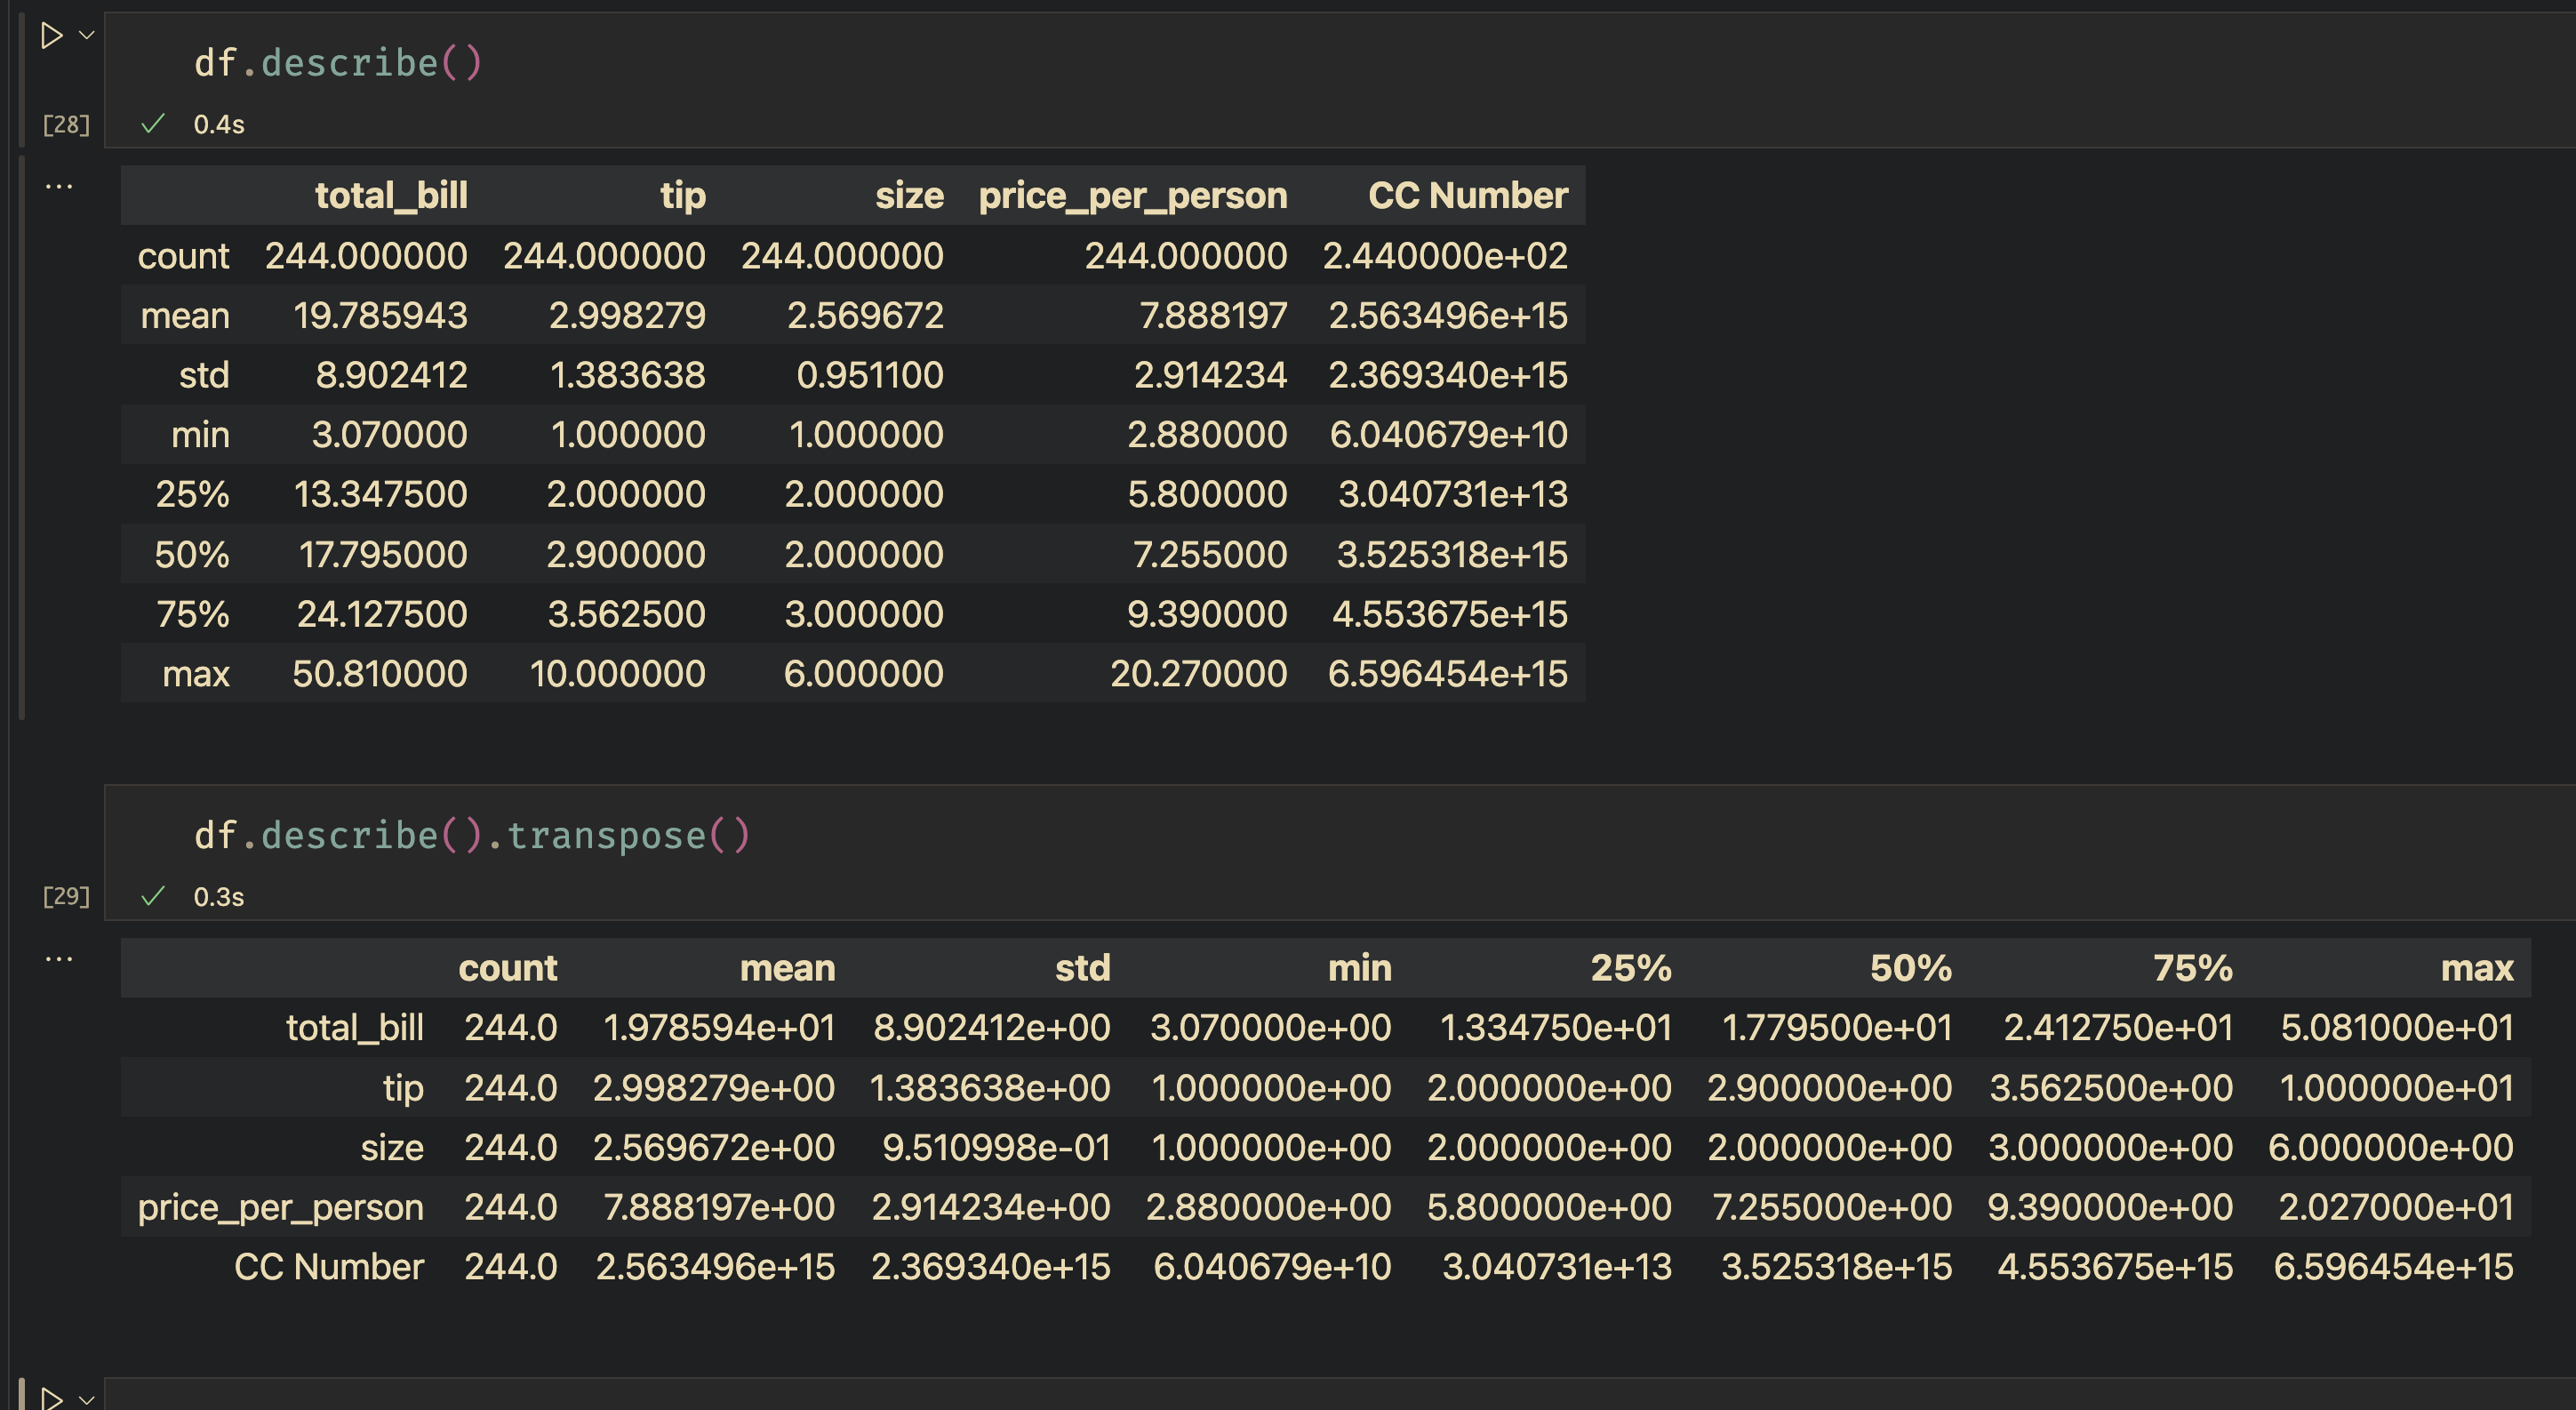 df.describe()
[28] ✓ 0.4s
...
total_bill tip size price_per_person CC Number
count 244.000000 244.000000 244.000000 244.000000 2.440000e+02
mean 19.785943 2.998279 2.569672 7.888197 2.563496e+15
std 8.902412 1.383638 0.951100 2.914234 2.369340e+15
min 3.070000 1.000000 1.000000 2.880000 6.040679e+10
25% 13.347500 2.000000 2.000000 5.800000 3.040731e+13
50% 17.795000 2.900000 2.000000 7.255000 3.525318e+15
75% 24.127500 3.562500 3.000000 9.390000 4.553675e+15
max 50.810000 10.000000 6.000000 20.270000 6.596454e+15
df.describe().transpose()
[29] ✓ 0.3s
...
count mean std min 25% 50% 75% max
total_bill 244.0 1.978594e+01 8.902412e+00 3.070000e+00 1.334750e+01 1.779500e+01 2.412750e+01 5.081000e+01
tip 244.0 2.998279e+00 1.383638e+00 1.000000e+00 2.000000e+00 2.900000e+00 3.562500e+00 1.000000e+01
size 244.0 2.569672e+00 9.510998e-01 1.000000e+00 2.000000e+00 2.000000e+00 3.000000e+00 6.000000e+00
price_per_person 244.0 7.888197e+00 2.914234e+00 2.880000e+00 5.800000e+00 7.255000e+00 9.390000e+00 2.027000e+01
CC Number 244.0 2.563496e+15 2.369340e+15 6.040679e+10 3.040731e+13 3.525318e+15 4.553675e+15 6.596454e+15